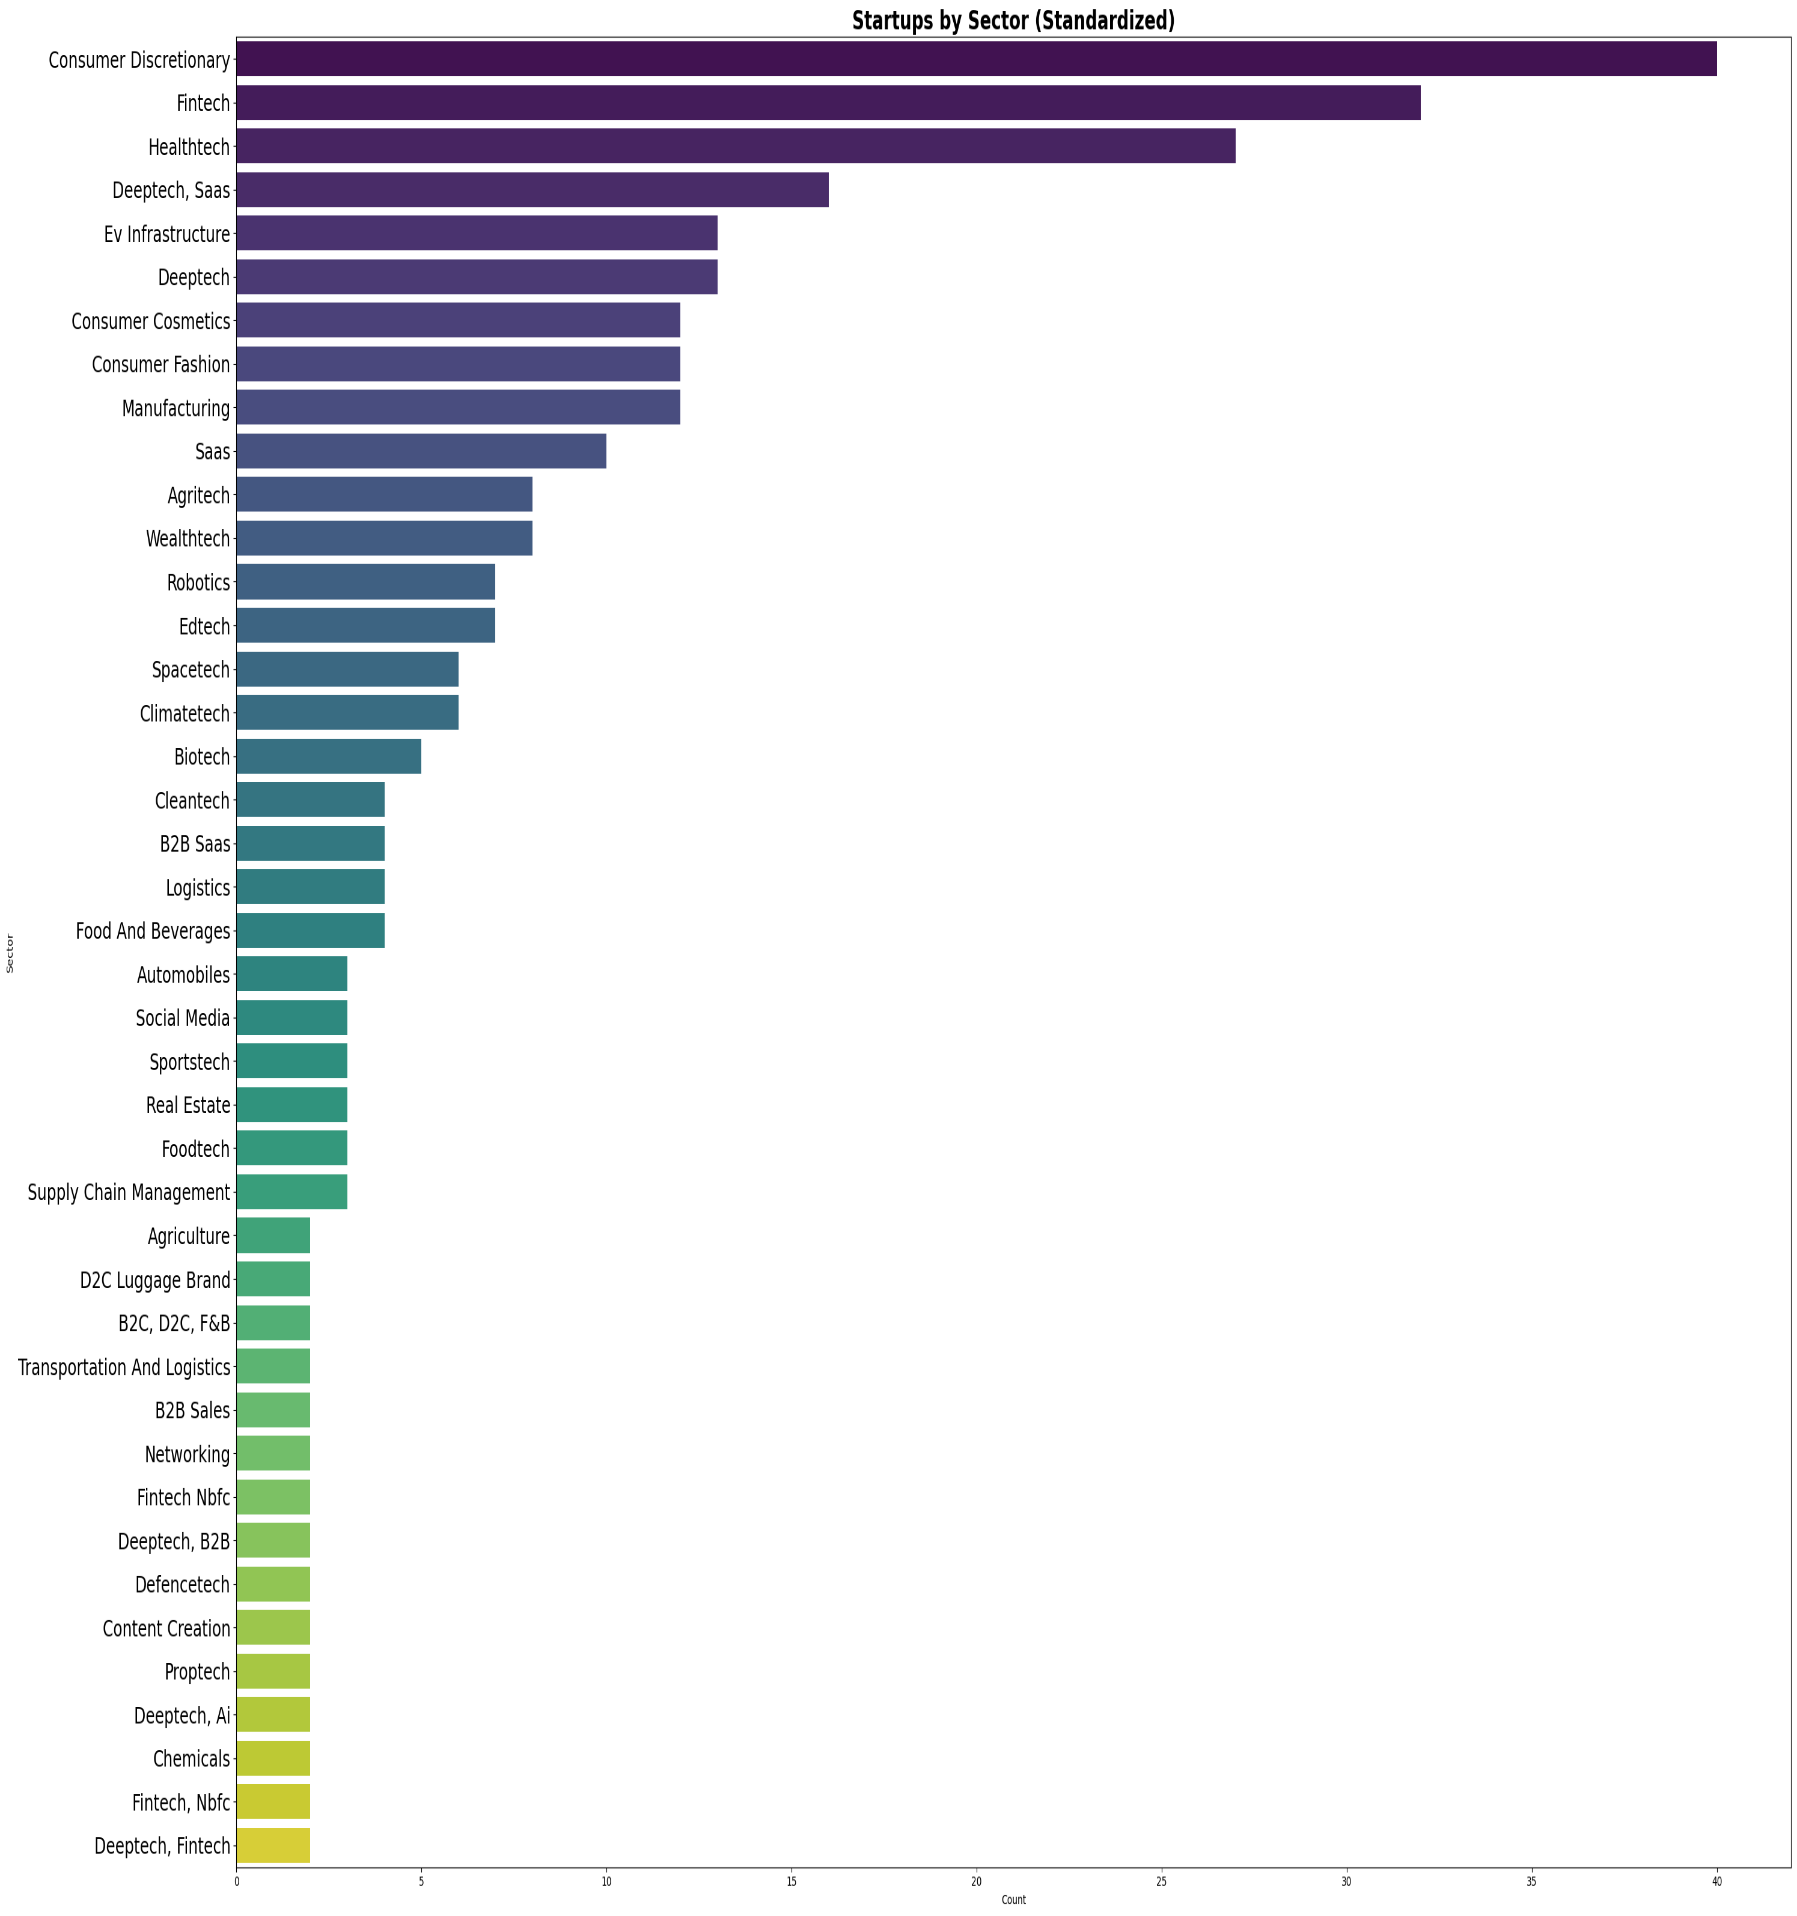 Startups by Sector (Standardized)
Consumer Discretionary
Fintech
Healthtech
Deeptech, Saas
Ev Infrastructure
Deeptech
Consumer Cosmetics
Consumer Fashion
Manufacturing
Saas
Agritech
Wealthtech
Robotics
Edtech
Spacetech
Climatetech
Biotech
Cleantech
B2B Saas
Logistics
Food And Beverages
Automobiles
Social Media
Sportstech
Real Estate
Foodtech
Supply Chain Management
Agriculture
D2C Luggage Brand
B2C, D2C, F&B
Transportation And Logistics
B2B Sales
Networking
Fintech Nbfc
Deeptech, B2B
Defencetech
Content Creation
Proptech
Deeptech, Ai
Chemicals
Fintech, Nbfc
Deeptech, Fintech
Sector
0 5 10 15 20 25 30 35 40
Count